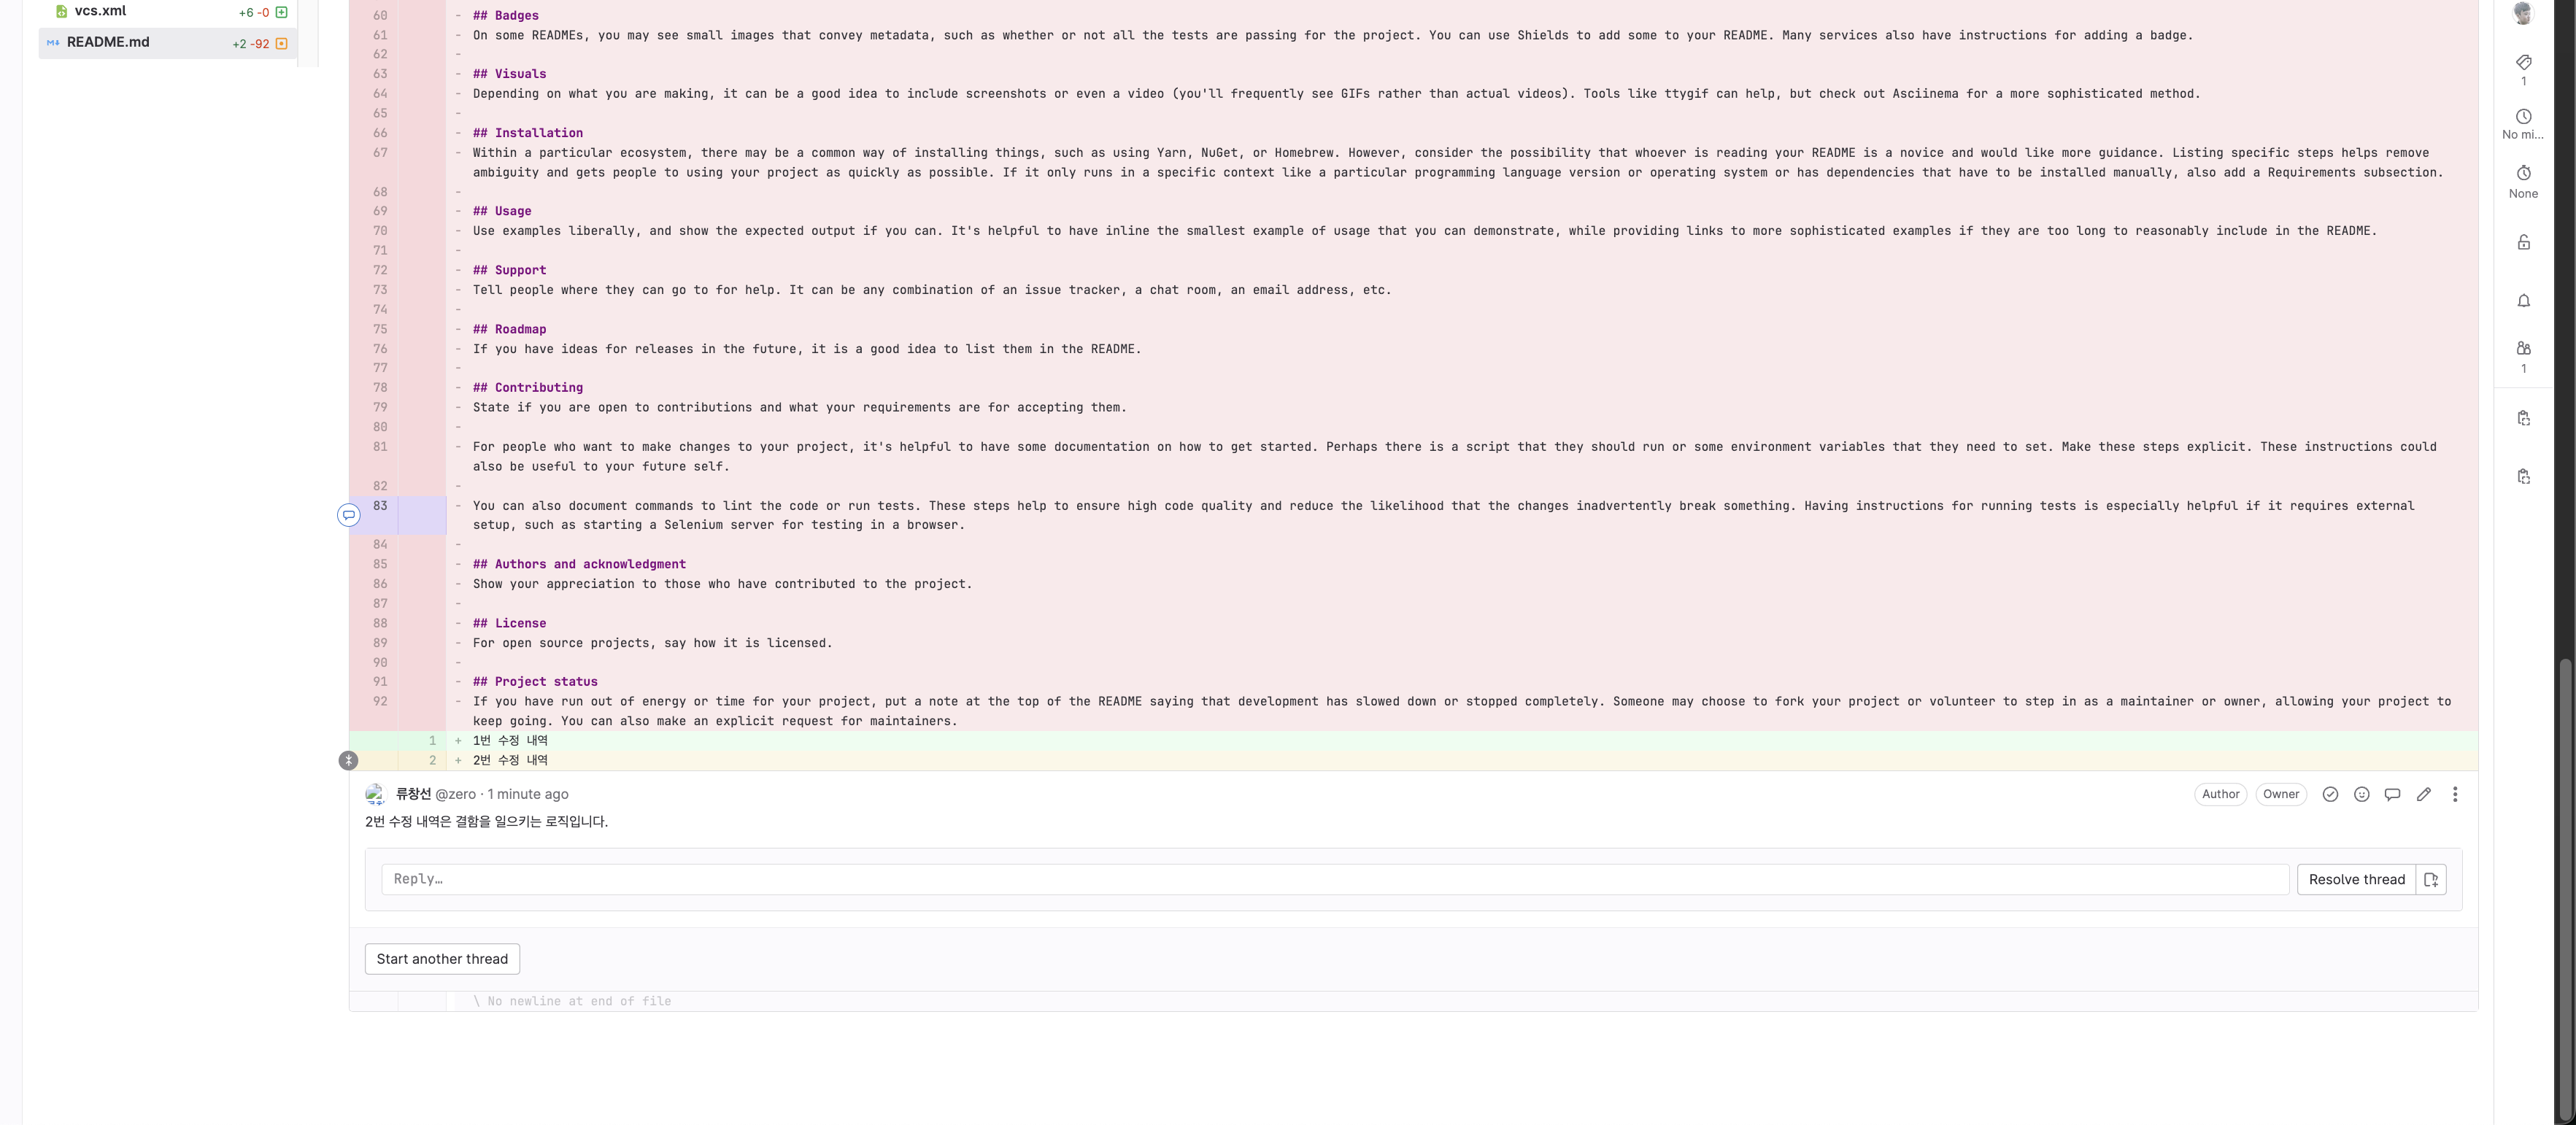 vcs.xml +6 -0
README.md +2 -92
60 - ## Badges
61 - On some READMEs, you may see small images that convey metadata, such as whether or not all the tests are passing for the project. You can use Shields to add some to your README. Many services also have instructions for adding a badge.
62 -
63 - ## Visuals
64 - Depending on what you are making, it can be a good idea to include screenshots or even a video (you'll frequently see GIFs rather than actual videos). Tools like ttygif can help, but check out Asciinema for a more sophisticated method.
65 -
66 - ## Installation
67 - Within a particular ecosystem, there may be a common way of installing things, such as using Yarn, NuGet, or Homebrew. However, consider the possibility that whoever is reading your README is a novice and would like more guidance. Listing specific steps helps remove
ambiguity and gets people to using your project as quickly as possible. If it only runs in a specific context like a particular programming language version or operating system or has dependencies that have to be installed manually, also add a Requirements subsection.
68 -
69 - ## Usage
70 - Use examples liberally, and show the expected output if you can. It's helpful to have inline the smallest example of usage that you can demonstrate, while providing links to more sophisticated examples if they are too long to reasonably include in the README.
71 -
72 - ## Support
73 - Tell people where they can go to for help. It can be any combination of an issue tracker, a chat room, an email address, etc.
74 -
75 - ## Roadmap
76 - If you have ideas for releases in the future, it is a good idea to list them in the README.
77 -
78 - ## Contributing
79 - State if you are open to contributions and what your requirements are for accepting them.
80 -
81 - For people who want to make changes to your project, it's helpful to have some documentation on how to get started. Perhaps there is a script that they should run or some environment variables that they need to set. Make these steps explicit. These instructions could
also be useful to your future self.
82 -
83 - You can also document commands to lint the code or run tests. These steps help to ensure high code quality and reduce the likelihood that the changes inadvertently break something. Having instructions for running tests is especially helpful if it requires external
setup, such as starting a Selenium server for testing in a browser.
84 -
85 - ## Authors and acknowledgment
86 - Show your appreciation to those who have contributed to the project.
87 -
88 - ## License
89 - For open source projects, say how it is licensed.
90 -
91 - ## Project status
92 - If you have run out of energy or time for your project, put a note at the top of the README saying that development has slowed down or stopped completely. Someone may choose to fork your project or volunteer to step in as a maintainer or owner, allowing your project to
keep going. You can also make an explicit request for maintainers.
1 + 1번 수정 내역
2 + 2번 수정 내역
류창선 @zero · 1 minute ago Author Owner
2번 수정 내역은 결함을 일으키는 로직입니다.
Reply… Resolve thread
Start another thread
\ No newline at end of file
1
No mi...
None
1